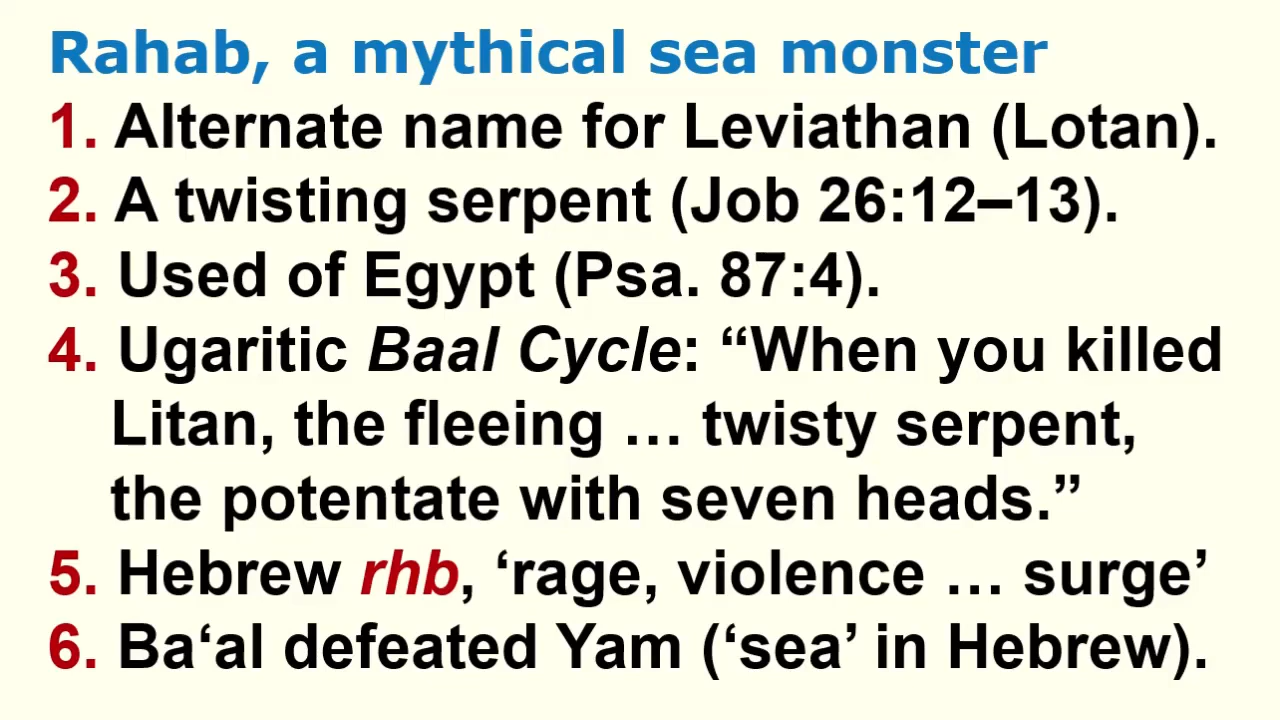 Rahab, a mythical sea monster
1. Alternate name for Leviathan (Lotan).
2. A twisting serpent (Job 26:12–13).
3. Used of Egypt (Psa. 87:4).
4. Ugaritic Baal Cycle: “When you killed
Litan, the fleeing … twisty serpent,
the potentate with seven heads.”
5. Hebrew rhb, ‘rage, violence … surge’
6. Ba‘al defeated Yam (‘sea’ in Hebrew).